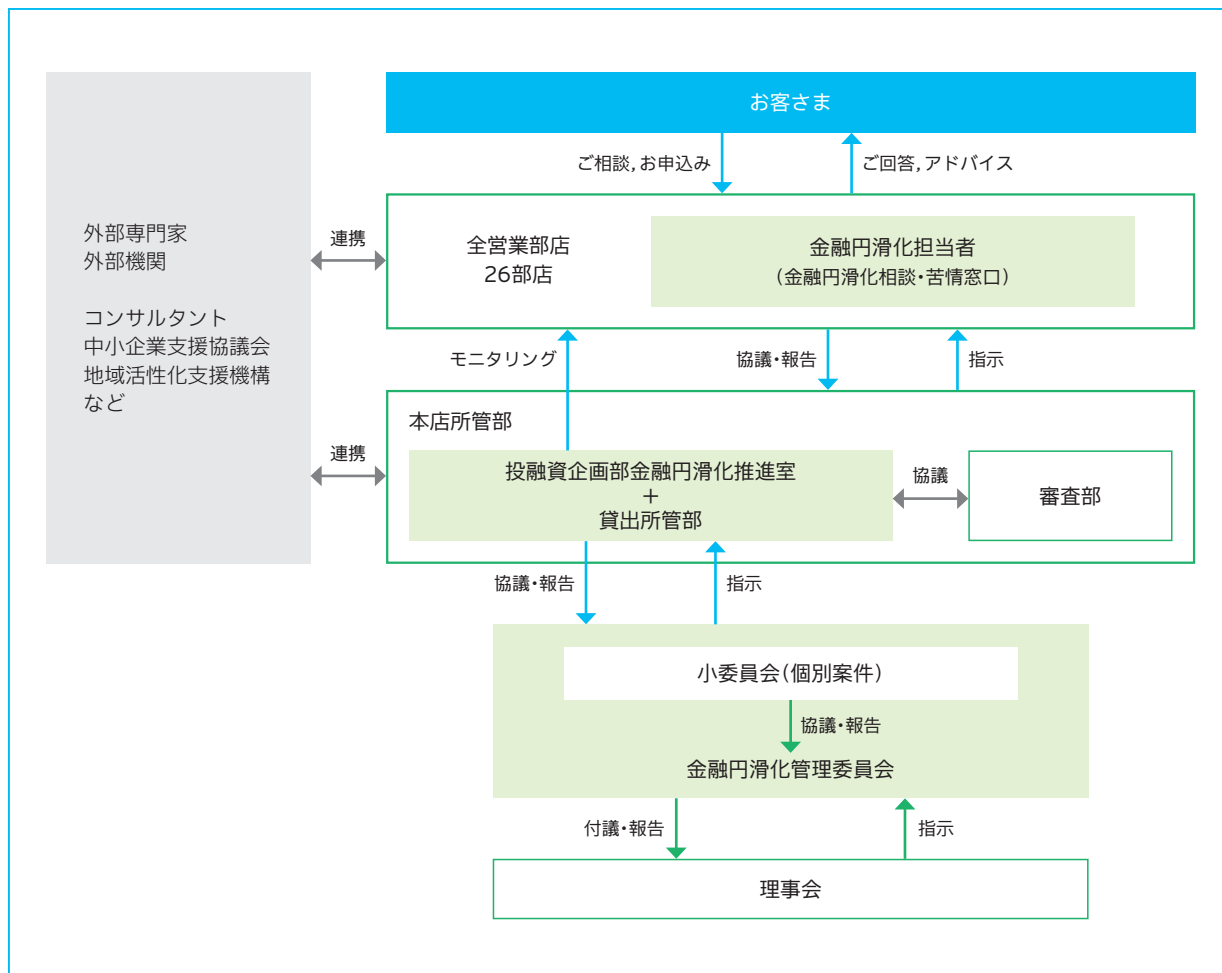 お客さま
ご相談,お申込み
ご回答,アドバイス
外部専門家
外部機関
コンサルタント
中小企業支援協議会
地域活性化支援機構
など
連携
全営業部店
26部店
金融円滑化担当者
(金融円滑化相談・苦情窓口)
モニタリング
協議・報告
指示
本店所管部
連携
投融資企画部金融円滑化推進室
+
貸出所管部
協議
審査部
協議・報告
指示
小委員会(個別案件)
協議・報告
金融円滑化管理委員会
付議・報告
指示
理事会